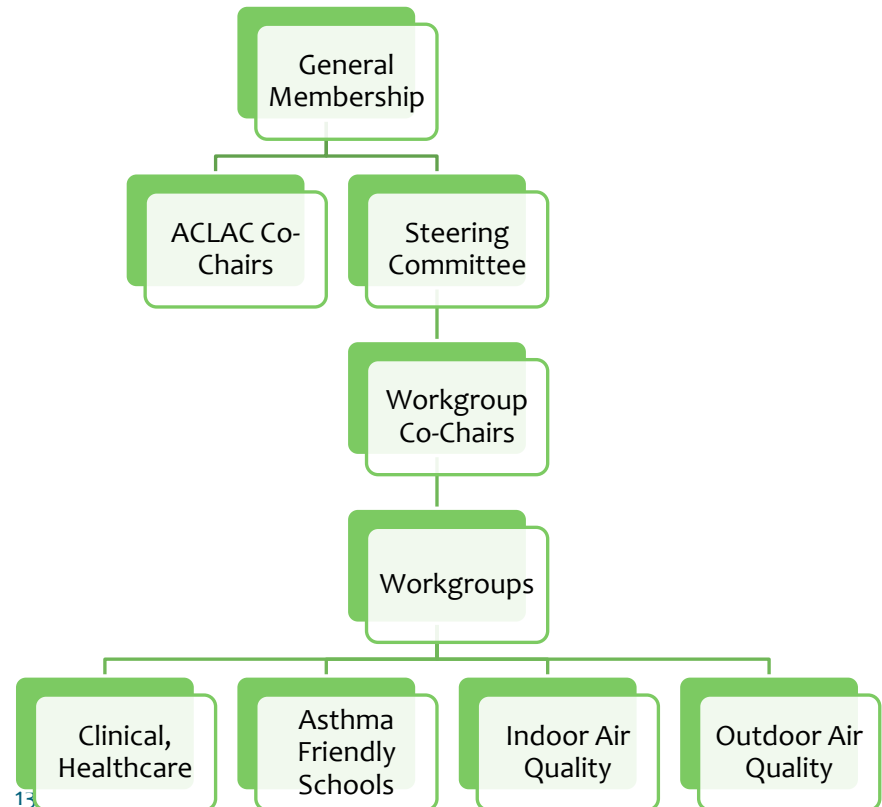 General
Membership
ACLAC Co-
Chairs
Steering
Committee
Workgroup
Co-Chairs
Workgroups
Clinical,
Healthcare
Asthma
Friendly
Schools
Indoor Air
Quality
Outdoor Air
Quality
13